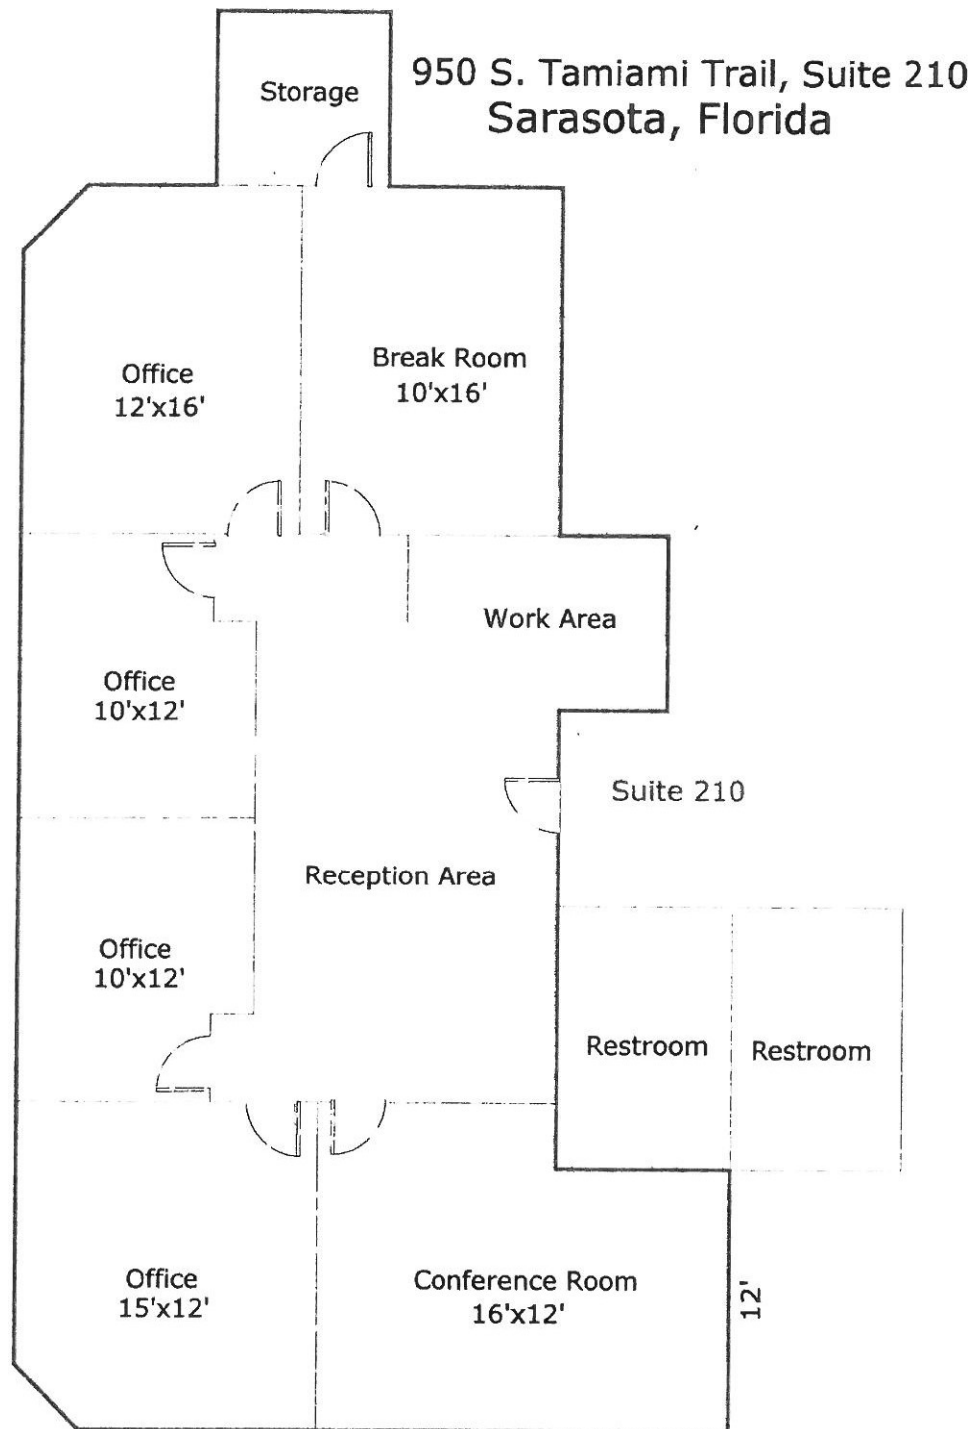 950 S. Tamiami Trail, Suite 210
Sarasota, Florida
Storage
Office
12'x16'
Break Room
10'x16'
Work Area
Office
10'x12'
Suite 210
Reception Area
Office
10'x12'
Restroom
Restroom
Office
15'x12'
Conference Room
16'x12'
12'